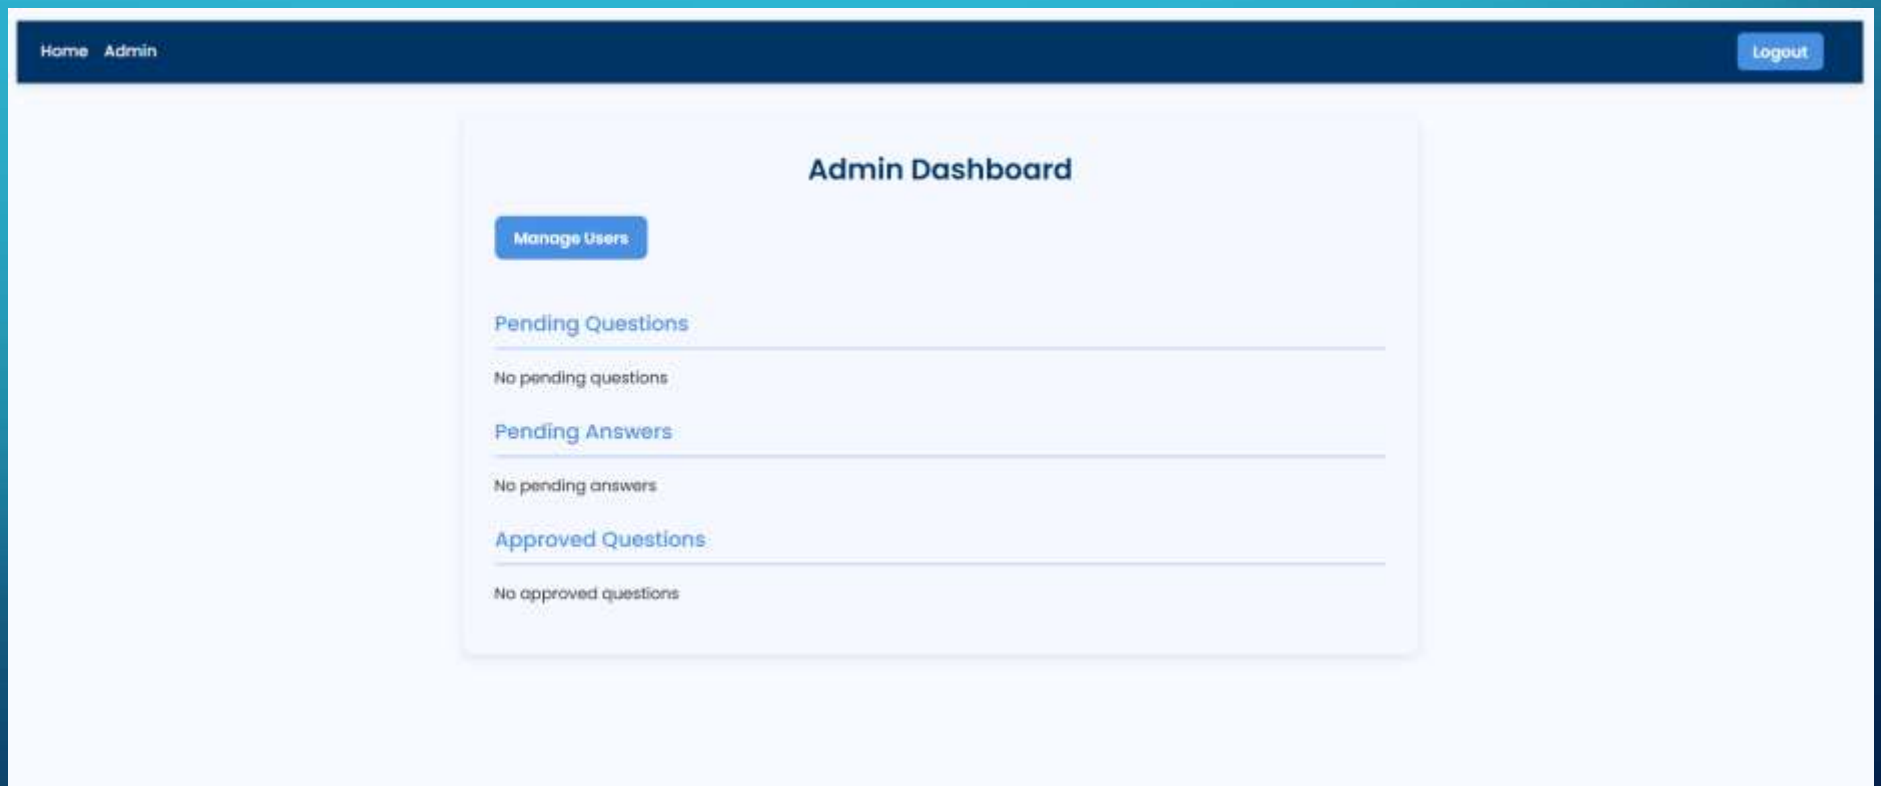 Home Admin Logout
Admin Dashboard
Manage Users
Pending Questions
No pending questions
Pending Answers
No pending answers
Approved Questions
No approved questions